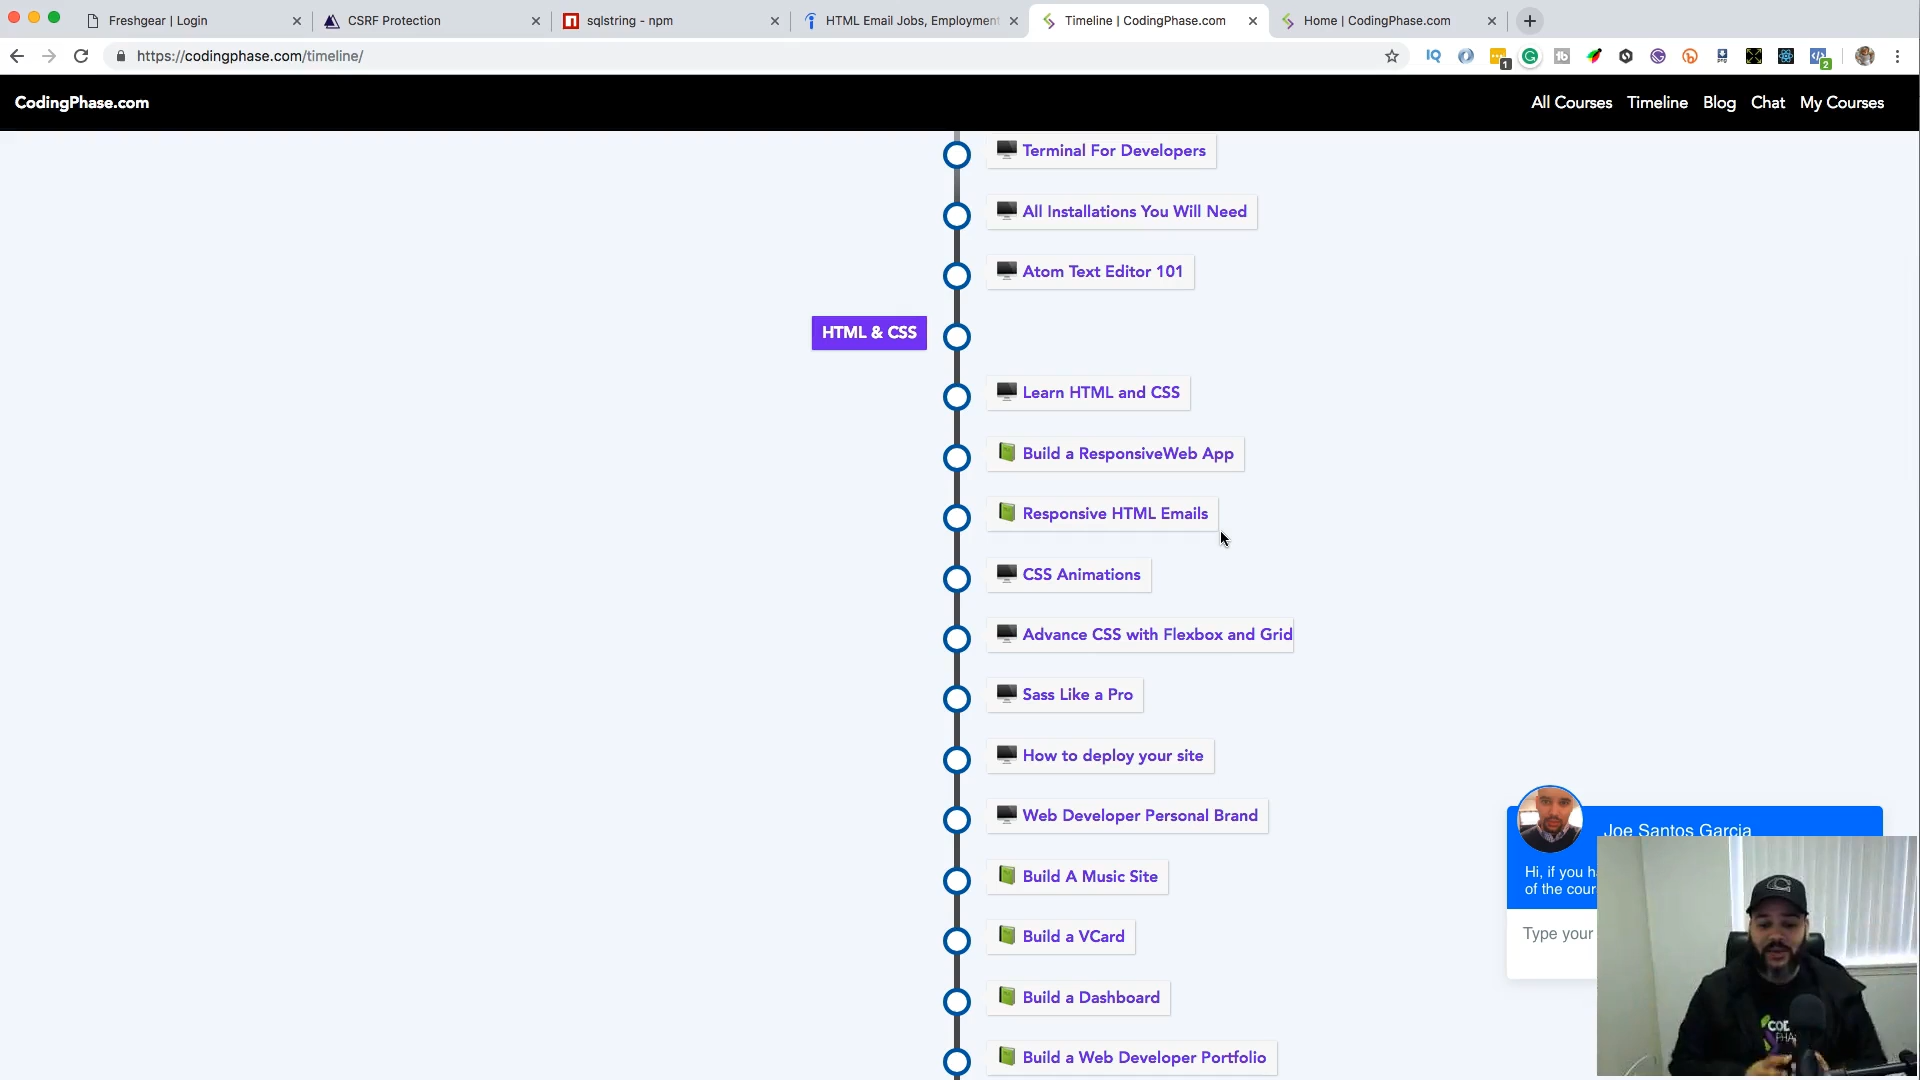 Freshgear | Login
CSRF Protection
sqlstring - npm
HTML Email Jobs, Employment
Timeline | CodingPhase.com
Home | CodingPhase.com
https://codingphase.com/timeline/
1
2
CodingPhase.com
All Courses
Timeline
Blog
Chat
My Courses
Terminal For Developers
All Installations You Will Need
Atom Text Editor 101
HTML & CSS
Learn HTML and CSS
Build a ResponsiveWeb App
Responsive HTML Emails
CSS Animations
Advance CSS with Flexbox and Grid
Sass Like a Pro
How to deploy your site
Web Developer Personal Brand
Build A Music Site
Build a VCard
Build a Dashboard
Build a Web Developer Portfolio
Joe Santos Garcia
Hi, if you h
of the cour
Type your